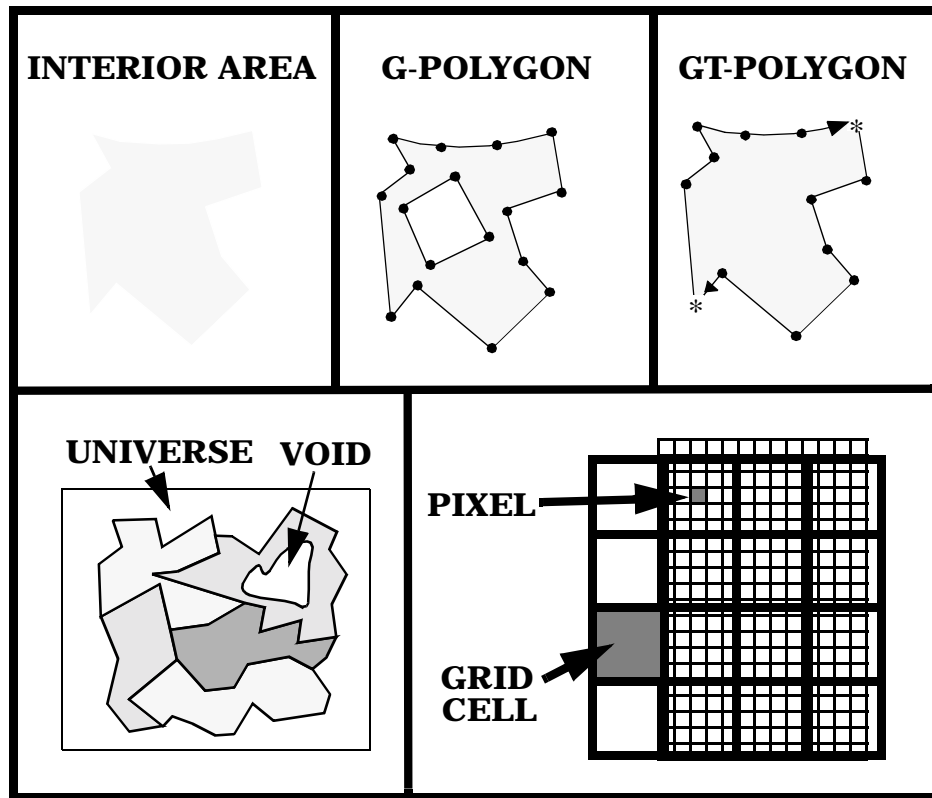 INTERIOR AREA
G-POLYGON
GT-POLYGON
UNIVERSE
VOID
PIXEL
GRID
CELL